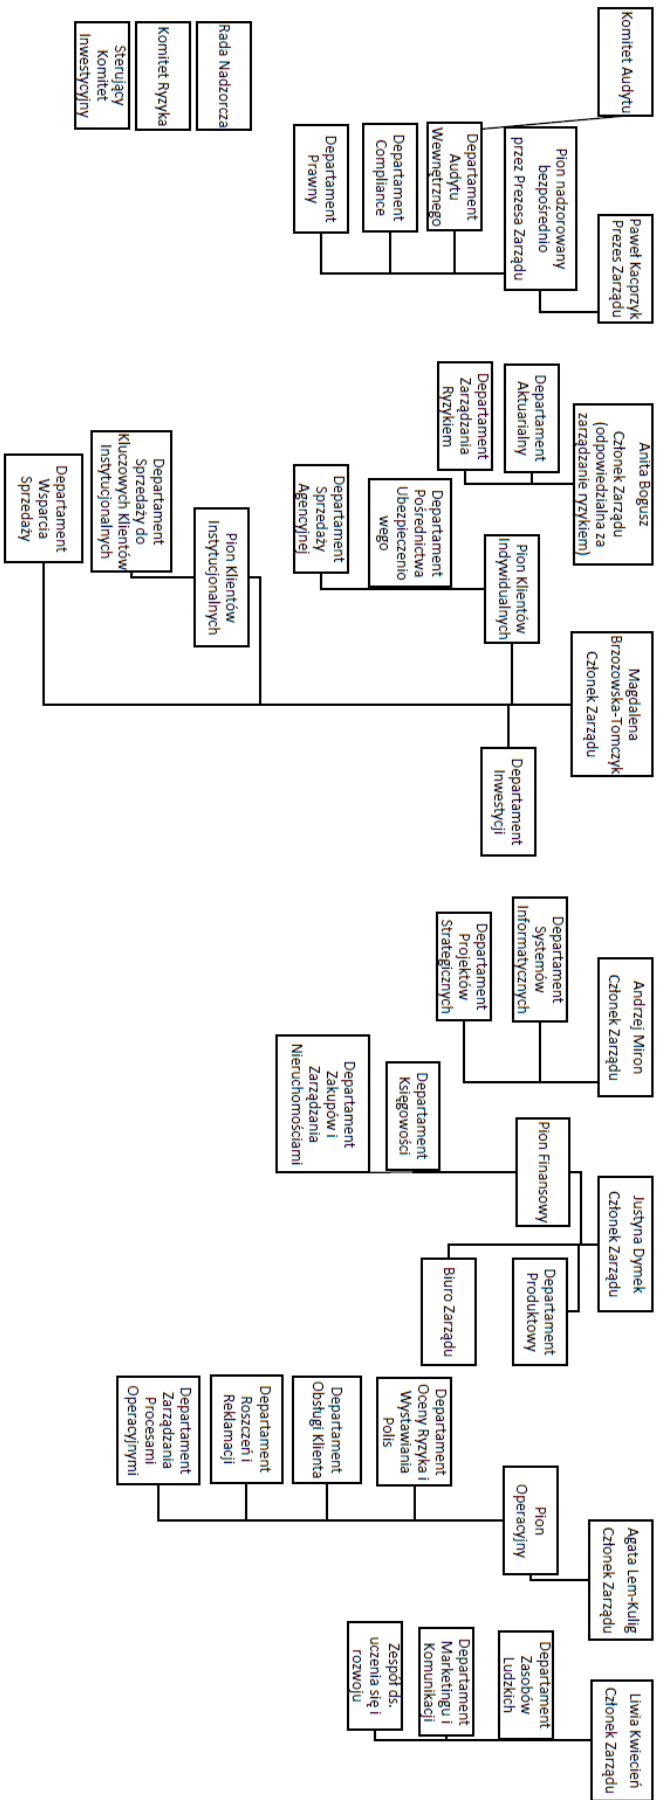 Komitet Audytu
Paweł Kacprzyk
Prezes Zarządu
Pion nadzorowany
bezpośrednio
przez Prezesa Zarządu
Departament
Audytu
Wewnętrznego
Departament
Compliance
Departament
Prawny
Rada Nadzorcza
Komitet Ryzyka
Sterujący
Komitet
Inwestycyjny
Anita Bogusz
Członek Zarządu
(odpowiedzialna za
zarządzanie ryzykiem)
Departament
Aktuarialny
Departament
Zarządzania
Ryzykiem
Magdalena
Brzozowska-Tomczyk
Członek Zarządu
Pion Klientów
Indywidualnych
Departament
Pośrednictwa
Ubezpieczenio
wego
Departament
Sprzedaży
Agencyjnej
Pion Klientów
Instytucjonalnych
Departament
Sprzedaży do
Kluczowych Klientów
Instytucjonalnych
Departament
Wsparcia
Sprzedaży
Departament
Inwestycji
Andrzej Miron
Członek Zarządu
Departament
Systemów
Informatycznych
Departament
Projektów
Strategicznych
Justyna Dymek
Członek Zarządu
Pion Finansowy
Departament
Księgowości
Departament
Zakupów i
Zarządzania
Nieruchomościami
Departament
Produktowy
Biuro Zarządu
Agata Lem-Kulig
Członek Zarządu
Pion
Operacyjny
Departament
Oceny Ryzyka i
Wystawiania
Polis
Departament
Obsługi Klienta
Departament
Roszczeń i
Reklamacji
Departament
Zarządzania
Procesami
Operacyjnymi
Liwia Kwiecień
Członek Zarządu
Departament
Zasobów
Ludzkich
Departament
Marketingu i
Komunikacji
Zespół ds.
uczenia się i
rozwoju